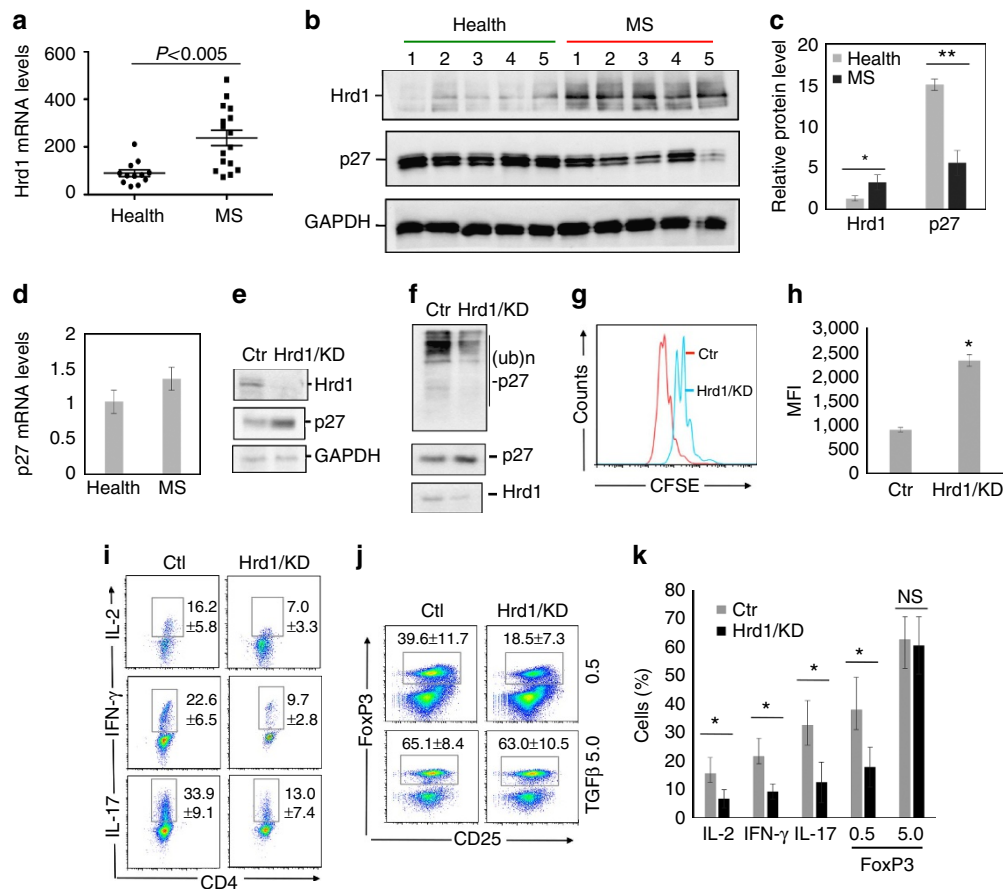 a
Hrd1 mRNA levels
600
400
200
0
P<0.005
Health MS
b
Health MS
1 2 3 4 5 1 2 3 4 5
Hrd1
p27
GAPDH
c
Relative protein level
20
15
10
5
0
Health
MS
*
**
Hrd1 p27
d
p27 mRNA levels
2
1.5
1
0.5
0
Health MS
e
Ctr Hrd1/KD
Hrd1
p27
GAPDH
f
Ctr Hrd1/KD
(ub)n
-p27
p27
Hrd1
g
Counts
Ctr
Hrd1/KD
CFSE
h
MFI
3,000
2,500
2,000
1,500
1,000
500
0
*
Ctr Hrd1/KD
i
Ctl Hrd1/KD
IL-2
16.2
±5.8
7.0
±3.3
IFN-γ
22.6
±6.5
9.7
±2.8
IL-17
33.9
±9.1
13.0
±7.4
CD4
j
Ctl Hrd1/KD
39.6±11.7 18.5±7.3
0.5
FoxP3
65.1±8.4 63.0±10.5
TGFβ 5.0
CD25
k
Cells (%)
80
70
60
50
40
30
20
10
0
Ctr
Hrd1/KD
*
*
*
*
NS
IL-2 IFN-γ IL-17 0.5 5.0
FoxP3